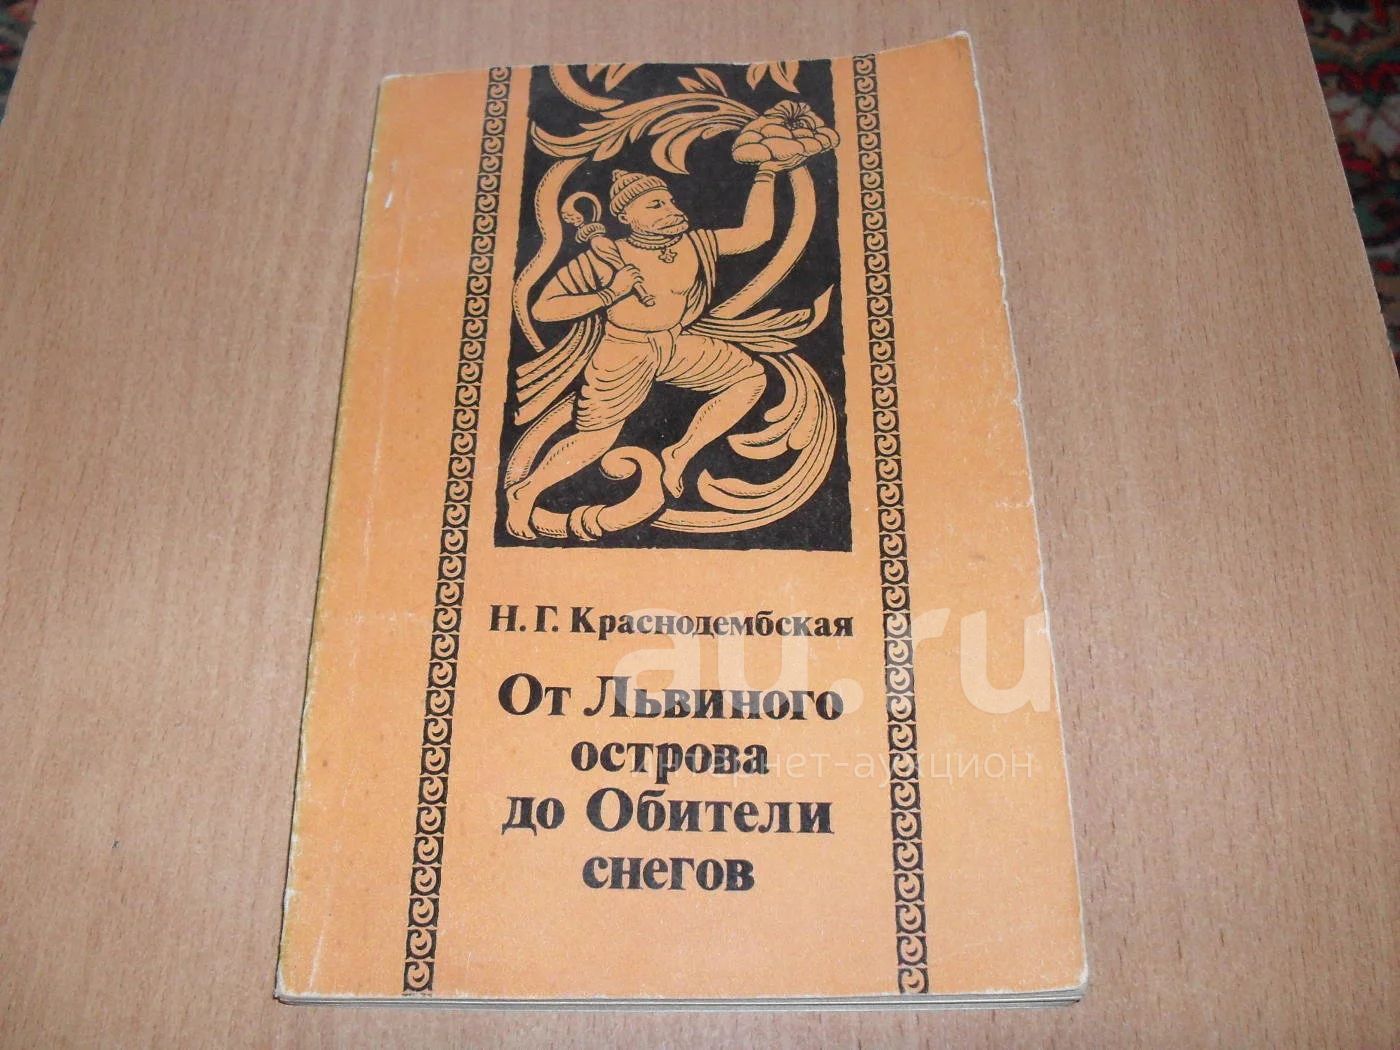 Н. Г. Краснодембская
От Львиного
острова
до Обители
снегов
au.ru
интернет-аукцион